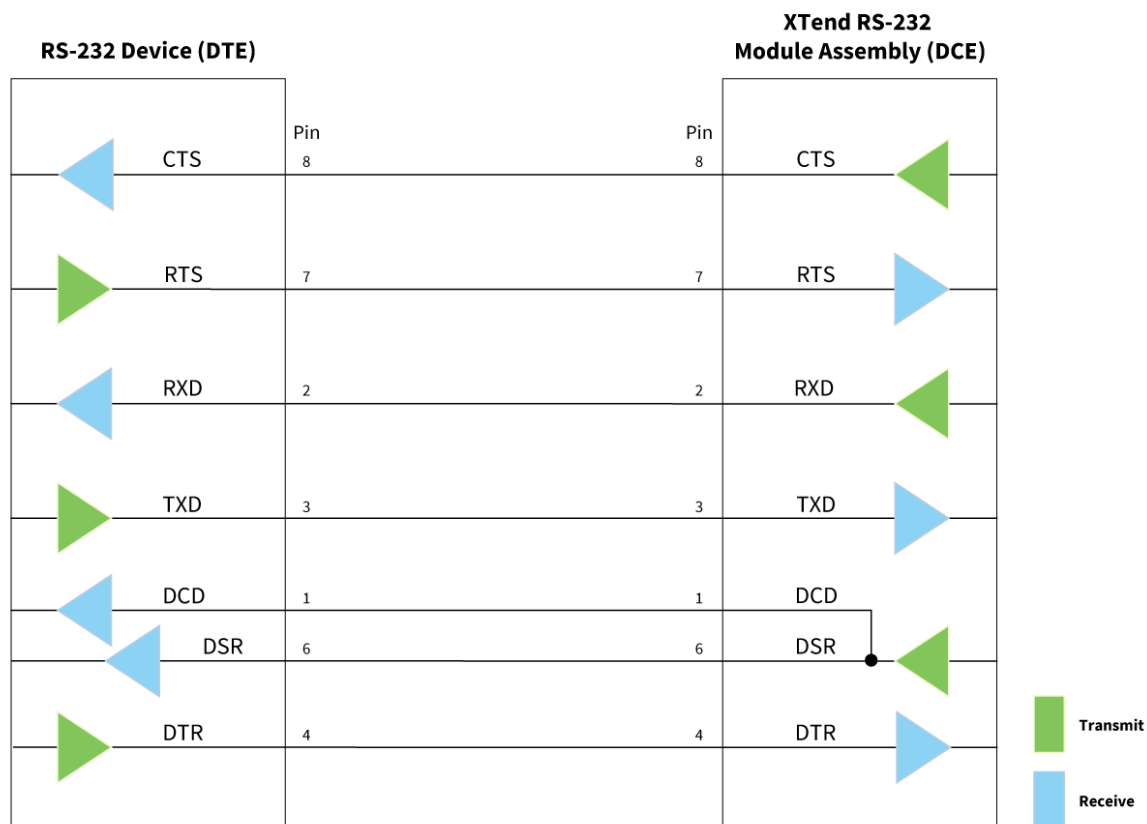 XTend RS-232
RS-232 Device (DTE)
Module Assembly (DCE)
Pin Pin
CTS 8 8 CTS
RTS 7 7 RTS
RXD 2 2 RXD
TXD 3 3 TXD
DCD 1 1 DCD
DSR 6 6 DSR
DTR 4 4 DTR
Transmit
Receive